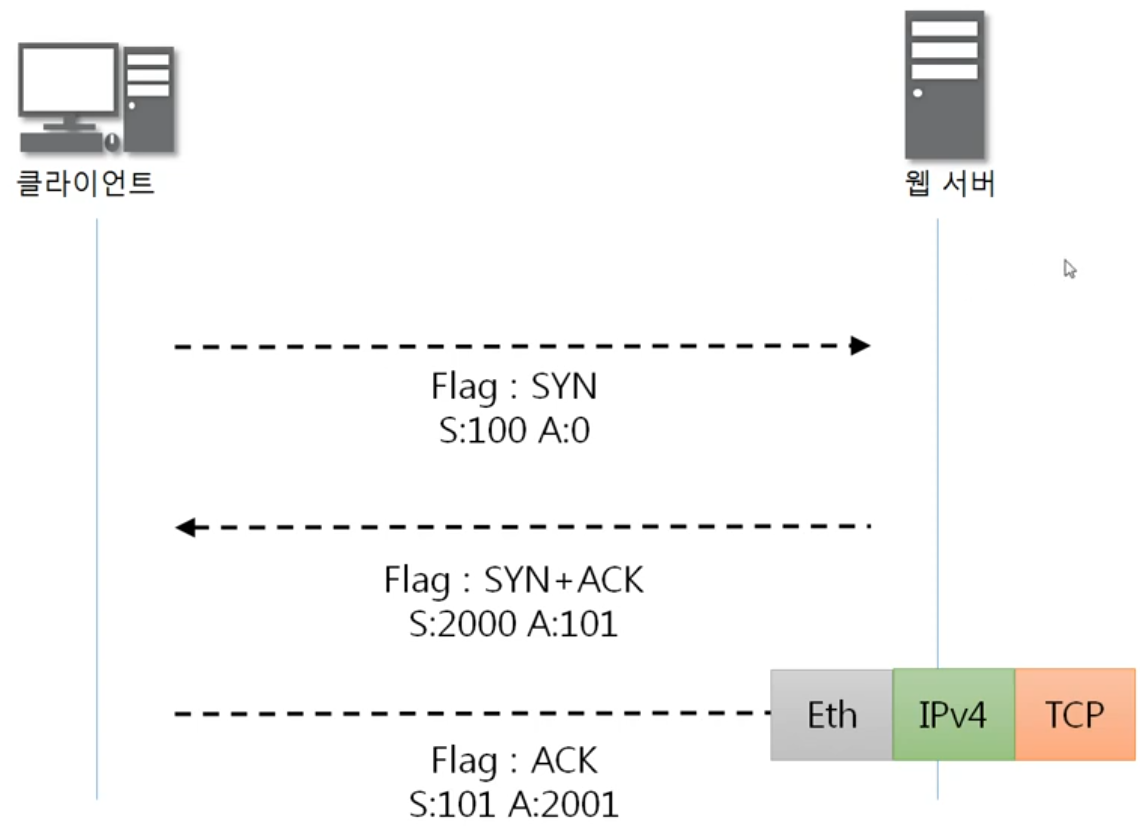 클라이언트
웹 서버
Flag : SYN
S:100 A:0
Flag : SYN+ACK
S:2000 A:101
Eth IPv4 TCP
Flag : ACK
S:101 A:2001